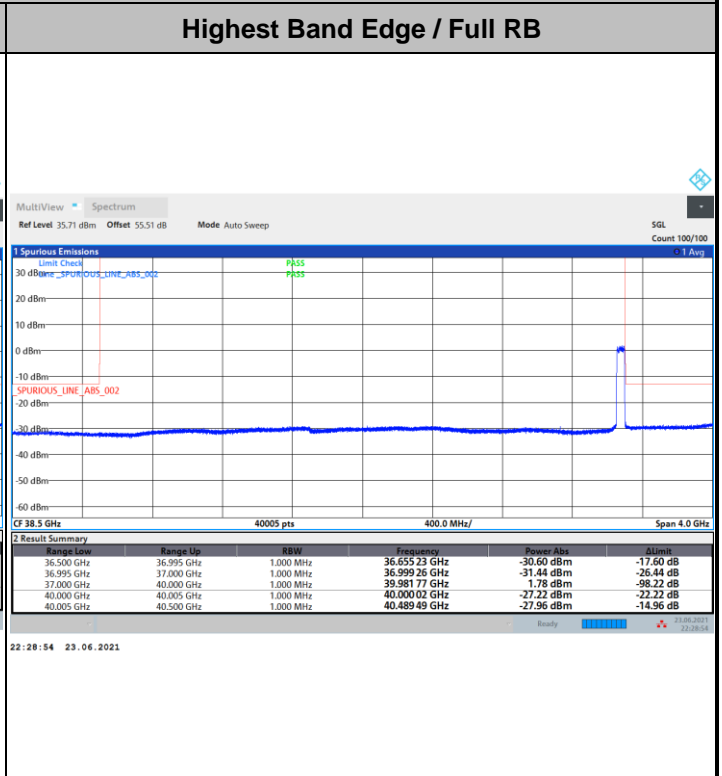 Highest Band Edge / Full RB
MultiView Spectrum
Ref Level 35.71 dBm Offset 55.51 dB Mode Auto Sweep SGL
Count 100/100
1 Spurious Emissions 1 Avg
Limit Check PASS
30 dBm Line _SPURIOUS_LINE_ABS_002 PASS
20 dBm
10 dBm
0 dBm
-10 dBm
_SPURIOUS_LINE_ABS_002
-20 dBm
-30 dBm
-40 dBm
-50 dBm
-60 dBm
CF 38.5 GHz 40005 pts 400.0 MHz/ Span 4.0 GHz
2 Result Summary
Range Low Range Up RBW Frequency Power Abs ΔLimit
36.500 GHz 36.995 GHz 1.000 MHz 36.655 23 GHz -30.60 dBm -17.60 dB
36.995 GHz 37.000 GHz 1.000 MHz 36.999 26 GHz -31.44 dBm -26.44 dB
37.000 GHz 40.000 GHz 1.000 MHz 39.981 77 GHz 1.78 dBm -98.22 dB
40.000 GHz 40.005 GHz 1.000 MHz 40.000 02 GHz -27.22 dBm -22.22 dB
40.005 GHz 40.500 GHz 1.000 MHz 40.489 49 GHz -27.96 dBm -14.96 dB
Ready 23.06.2021
22:28:54
22:28:54 23.06.2021